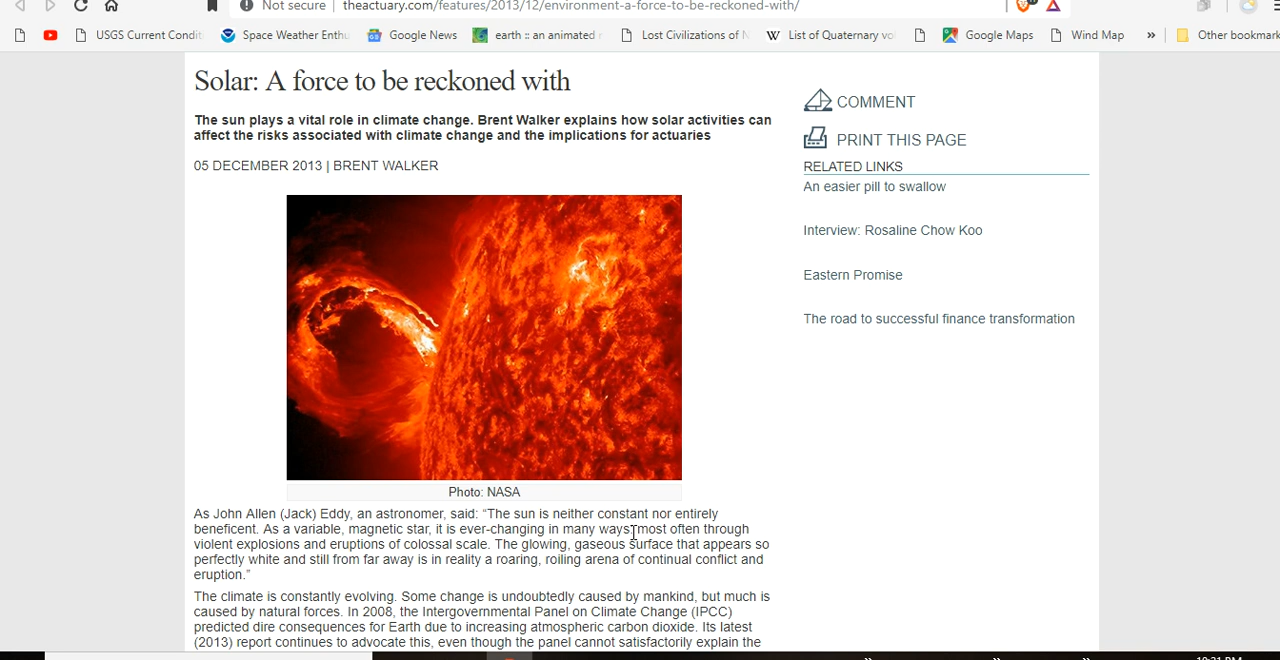 Not secure | theactuary.com/features/2013/12/environment-a-force-to-be-reckoned-with/
USGS Current Condit Space Weather Enthu Google News earth :: an animated Lost Civilizations of N List of Quaternary vo Google Maps Wind Map » Other bookmark
Solar: A force to be reckoned with
The sun plays a vital role in climate change. Brent Walker explains how solar activities can
affect the risks associated with climate change and the implications for actuaries
05 DECEMBER 2013 | BRENT WALKER
Photo: NASA
As John Allen (Jack) Eddy, an astronomer, said: “The sun is neither constant nor entirely
beneficent. As a variable, magnetic star, it is ever-changing in many ways, most often through
violent explosions and eruptions of colossal scale. The glowing, gaseous surface that appears so
perfectly white and still from far away is in reality a roaring, roiling arena of continual conflict and
eruption.”
The climate is constantly evolving. Some change is undoubtedly caused by mankind, but much is
caused by natural forces. In 2008, the Intergovernmental Panel on Climate Change (IPCC)
predicted dire consequences for Earth due to increasing atmospheric carbon dioxide. Its latest
(2013) report continues to advocate this, even though the panel cannot satisfactorily explain the
COMMENT
PRINT THIS PAGE
RELATED LINKS
An easier pill to swallow
Interview: Rosaline Chow Koo
Eastern Promise
The road to successful finance transformation